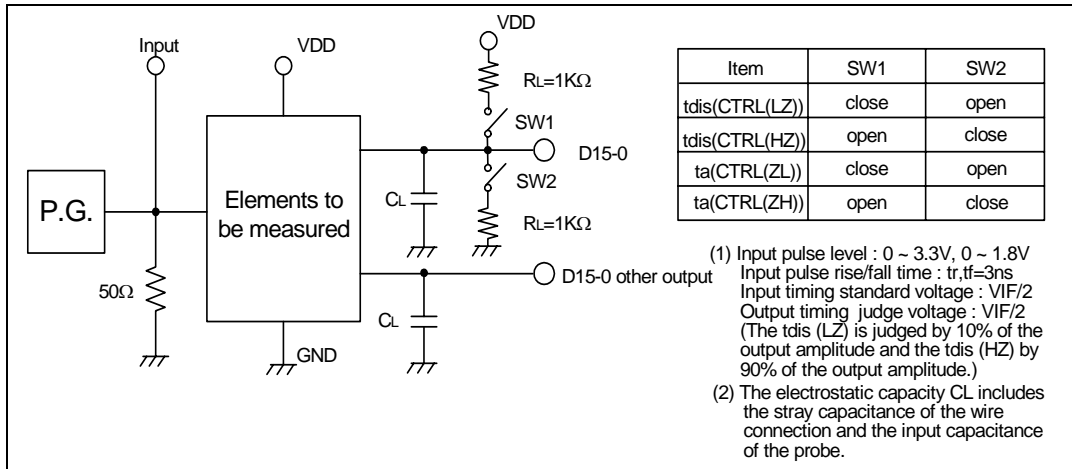 Input
VDD
VDD
RL=1KΩ
SW1
D15-0
SW2
CL
RL=1KΩ
P.G.
Elements to
be measured
50Ω
D15-0 other output
CL
GND
Item SW1 SW2
tdis(CTRL(LZ)) close open
tdis(CTRL(HZ)) open close
ta(CTRL(ZL)) close open
ta(CTRL(ZH)) open close
(1) Input pulse level : 0 ~ 3.3V, 0 ~ 1.8V
Input pulse rise/fall time : tr,tf=3ns
Input timing standard voltage : VIF/2
Output timing judge voltage : VIF/2
(The tdis (LZ) is judged by 10% of the
output amplitude and the tdis (HZ) by
90% of the output amplitude.)
(2) The electrostatic capacity CL includes
the stray capacitance of the wire
connection and the input capacitance
of the probe.